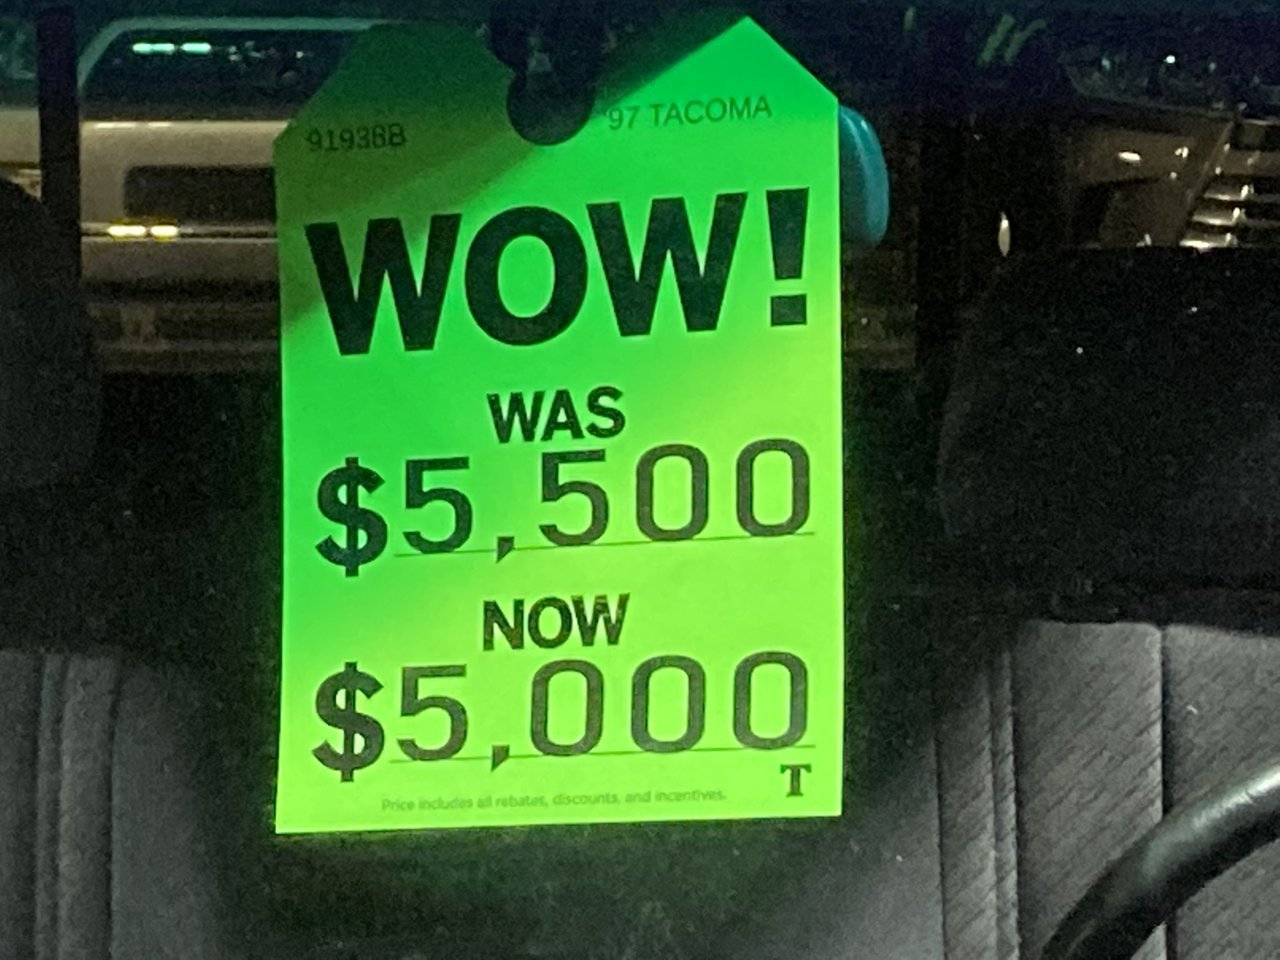 91938B
97 TACOMA
WOW!
WAS
$5,500
NOW
$5,000
T
Price includes all rebates, discounts, and incentives.